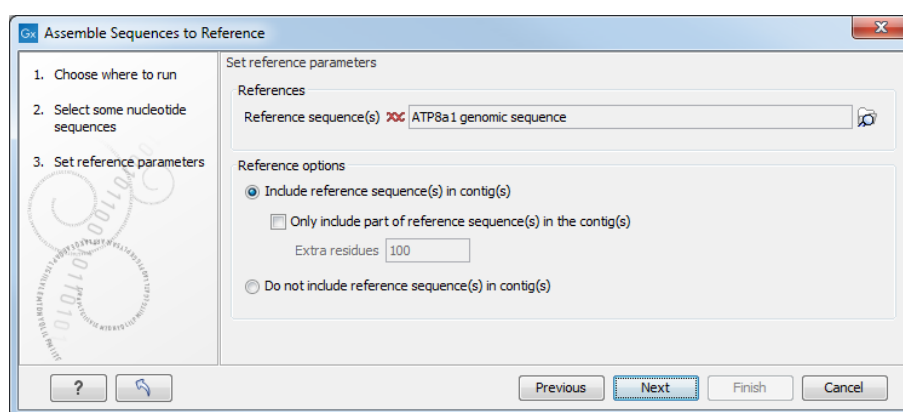 Gx Assemble Sequences to Reference
1. Choose where to run
2. Select some nucleotide
sequences
3. Set reference parameters
Set reference parameters
References
Reference sequence(s) ATP8a1 genomic sequence
Reference options
Include reference sequence(s) in contig(s)
Only include part of reference sequence(s) in the contig(s)
Extra residues 100
Do not include reference sequence(s) in contig(s)
? Previous Next Finish Cancel